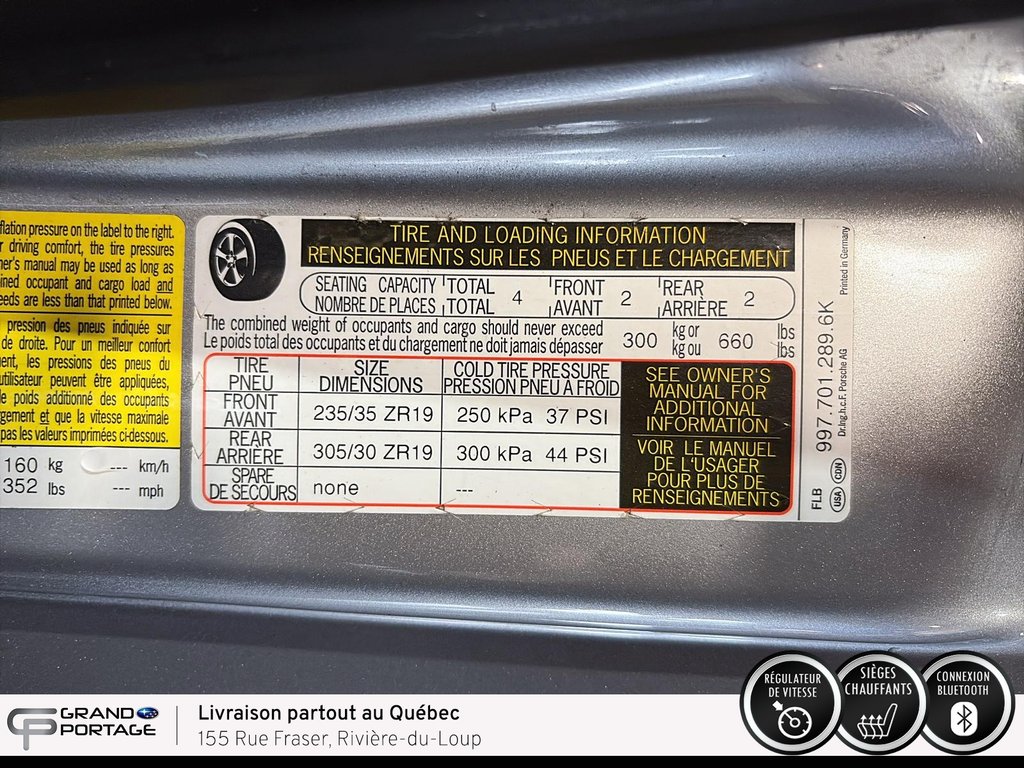 flation pressure on the label to the right.
driving comfort, the tire pressures
ner's manual may be used as long as
ined occupant and cargo load and
eeds are less than that printed below.
pression des pneus indiquée sur
de droite. Pour un meilleur confort
ent, les pressions des pneus du
utilisateur peuvent être appliquées,
le poids additionné des occupants
gement et que la vitesse maximale
pas les valeurs imprimées ci-dessous.
160 kg --- km/h
352 lbs --- mph
TIRE AND LOADING INFORMATION
RENSEIGNEMENTS SUR LES PNEUS ET LE CHARGEMENT
SEATING CAPACITY TOTAL 4 FRONT 2 REAR 2
NOMBRE DE PLACES TOTAL AVANT ARRIÈRE
The combined weight of occupants and cargo should never exceed 300 kg or 660 lbs
Le poids total des occupants et du chargement ne doit jamais dépasser kg ou lbs
TIRE SIZE COLD TIRE PRESSURE
PNEU DIMENSIONS PRESSION PNEU A FROID
FRONT
AVANT 235/35 ZR19 250 kPa 37 PSI
REAR
ARRIÈRE 305/30 ZR19 300 kPa 44 PSI
SPARE
DE SECOURS none ---
SEE OWNER'S
MANUAL FOR
ADDITIONAL
INFORMATION
VOIR LE MANUEL
DE L'USAGER
POUR PLUS DE
RENSEIGNEMENTS
997.701.289.6K
Printed in Germany
Dr.Ing.h.c.F. Porsche AG
FLB USA CDN
GRAND
PORTAGE
Livraison partout au Québec
155 Rue Fraser, Rivière-du-Loup
RÉGULATEUR
DE VITESSE
SIÈGES
CHAUFFANTS
CONNEXION
BLUETOOTH